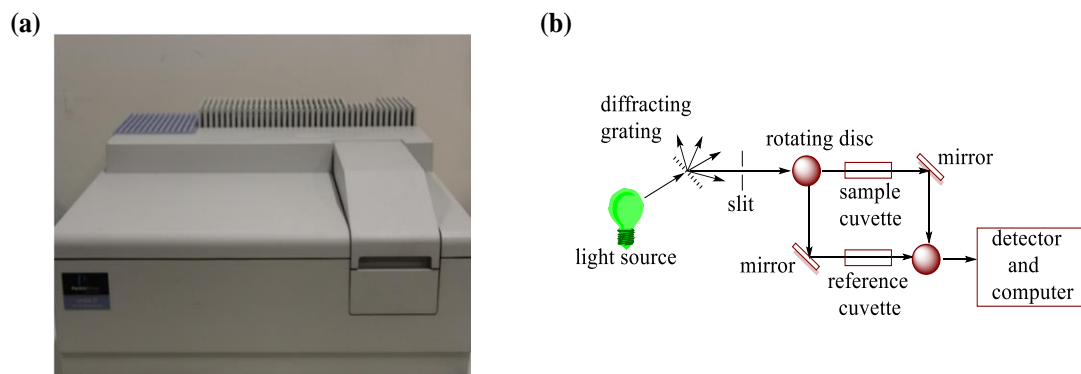 (a)
(b)
diffracting
grating
rotating disc
mirror
slit
sample
cuvette
light source
mirror
reference
cuvette
detector
and
computer